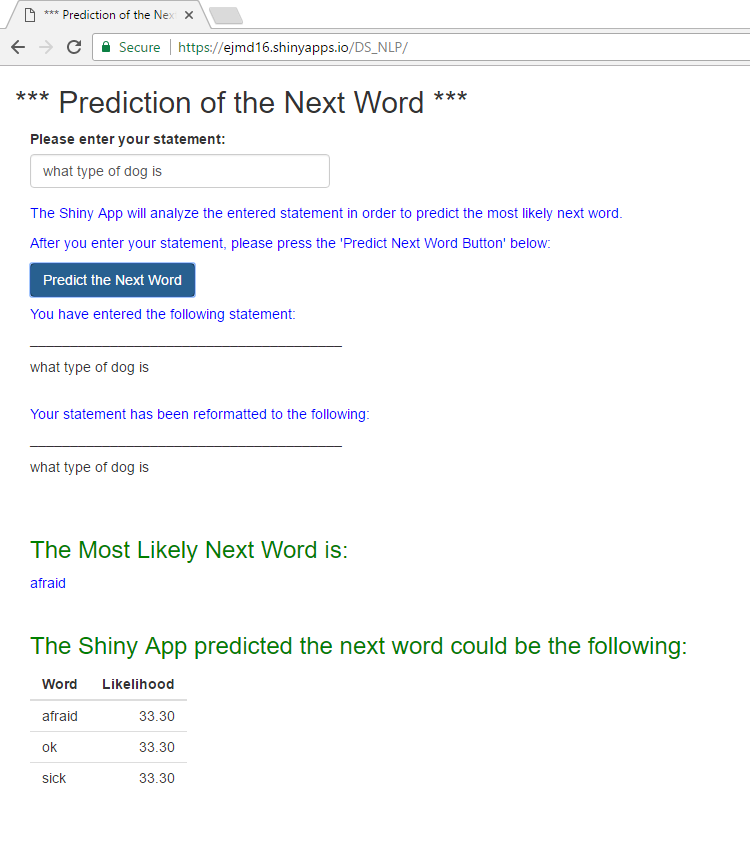 *** Prediction of the Nex
Secure https://ejmd16.shinyapps.io/DS_NLP/
*** Prediction of the Next Word ***
Please enter your statement:
what type of dog is
The Shiny App will analyze the entered statement in order to predict the most likely next word.
After you enter your statement, please press the 'Predict Next Word Button' below:
Predict the Next Word
You have entered the following statement:
what type of dog is
Your statement has been reformatted to the following:
what type of dog is
The Most Likely Next Word is:
afraid
The Shiny App predicted the next word could be the following:
Word Likelihood
afraid 33.30
ok 33.30
sick 33.30